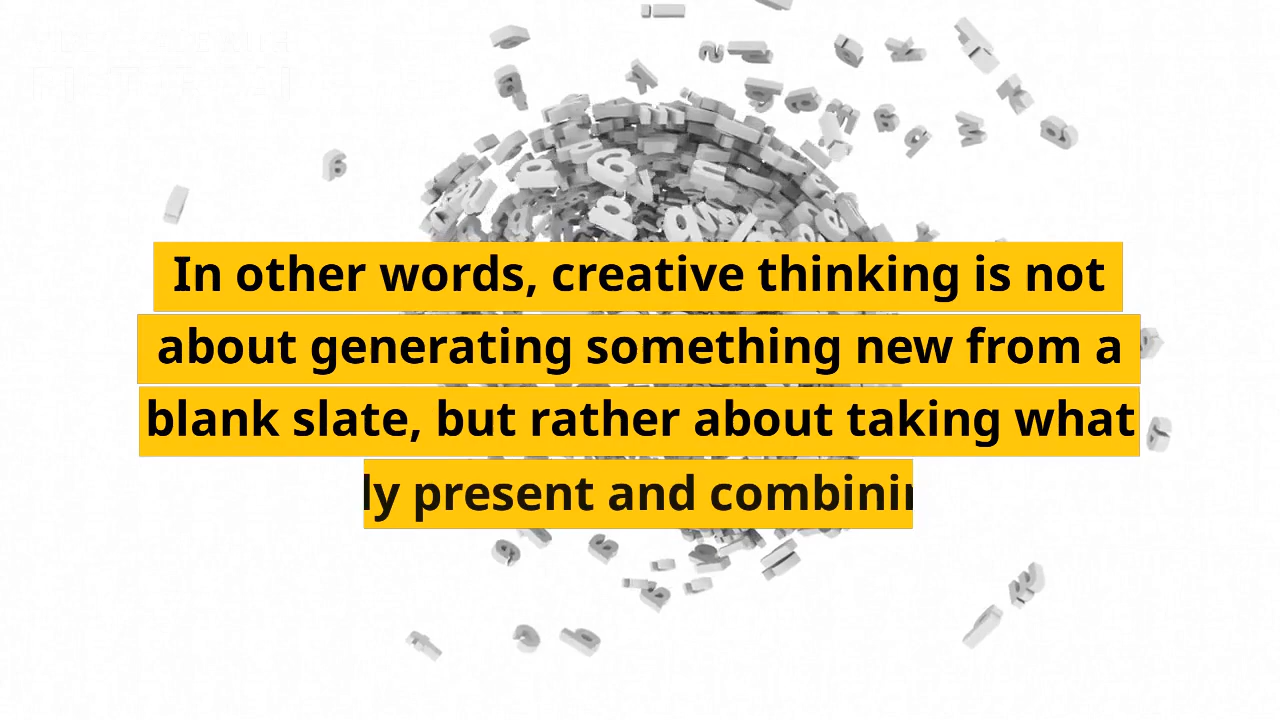 In other words, creative thinking is not
about generating something new from a
blank slate, but rather about taking what
ly present and combinin